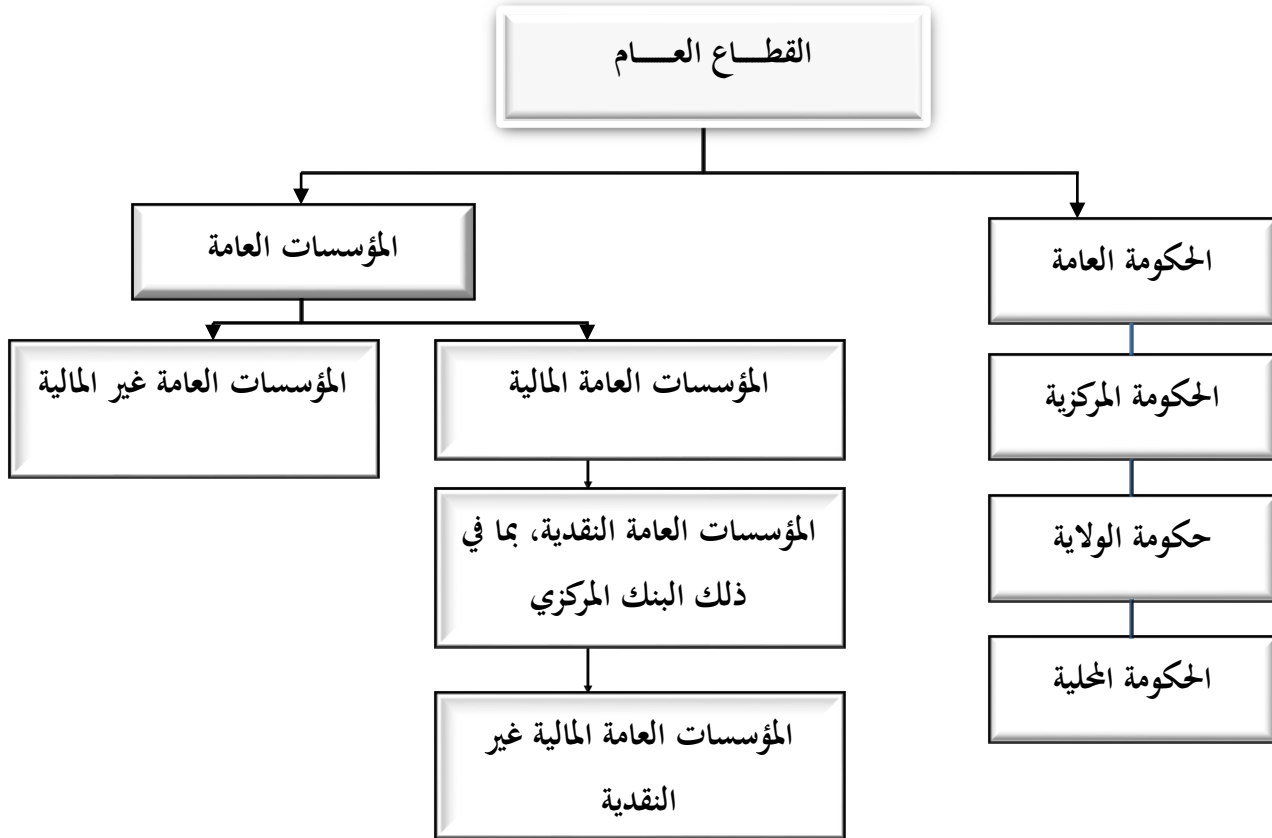 القطـــاع العـــــام
الحكومة العامة
المؤسسات العامة
الحكومة المركزية
المؤسسات العامة المالية
المؤسسات العامة غير المالية
حكومة الولاية
المؤسسات العامة النقدية، بما في
ذلك البنك المركزي
الحكومة المحلية
المؤسسات العامة المالية غير
النقدية